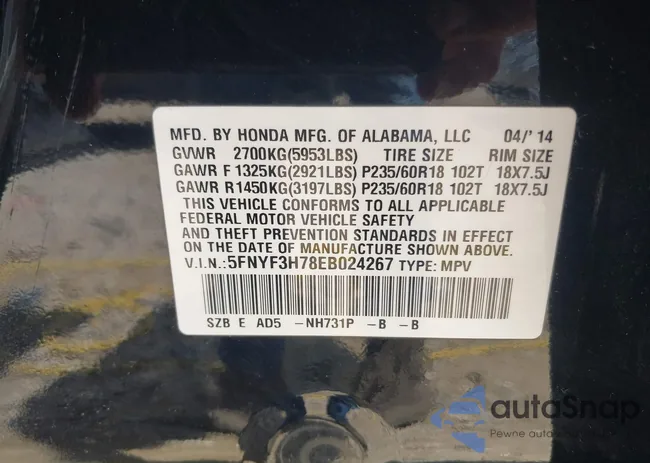 MFD. BY HONDA MFG. OF ALABAMA, LLC 04/' 14
GVWR 2700KG(5953LBS) TIRE SIZE RIM SIZE
GAWR F 1325KG(2921LBS) P235/60R18 102T 18X7.5J
GAWR R1450KG(3197LBS) P235/60R18 102T 18X7.5J
THIS VEHICLE CONFORMS TO ALL APPLICABLE
FEDERAL MOTOR VEHICLE SAFETY
AND THEFT PREVENTION STANDARDS IN EFFECT
ON THE DATE OF MANUFACTURE SHOWN ABOVE.
V.I.N.: 5FNYF3H78EB024267 TYPE: MPV
SZB E AD5 -NH731P -B -B
autoSnap
Pewne auto